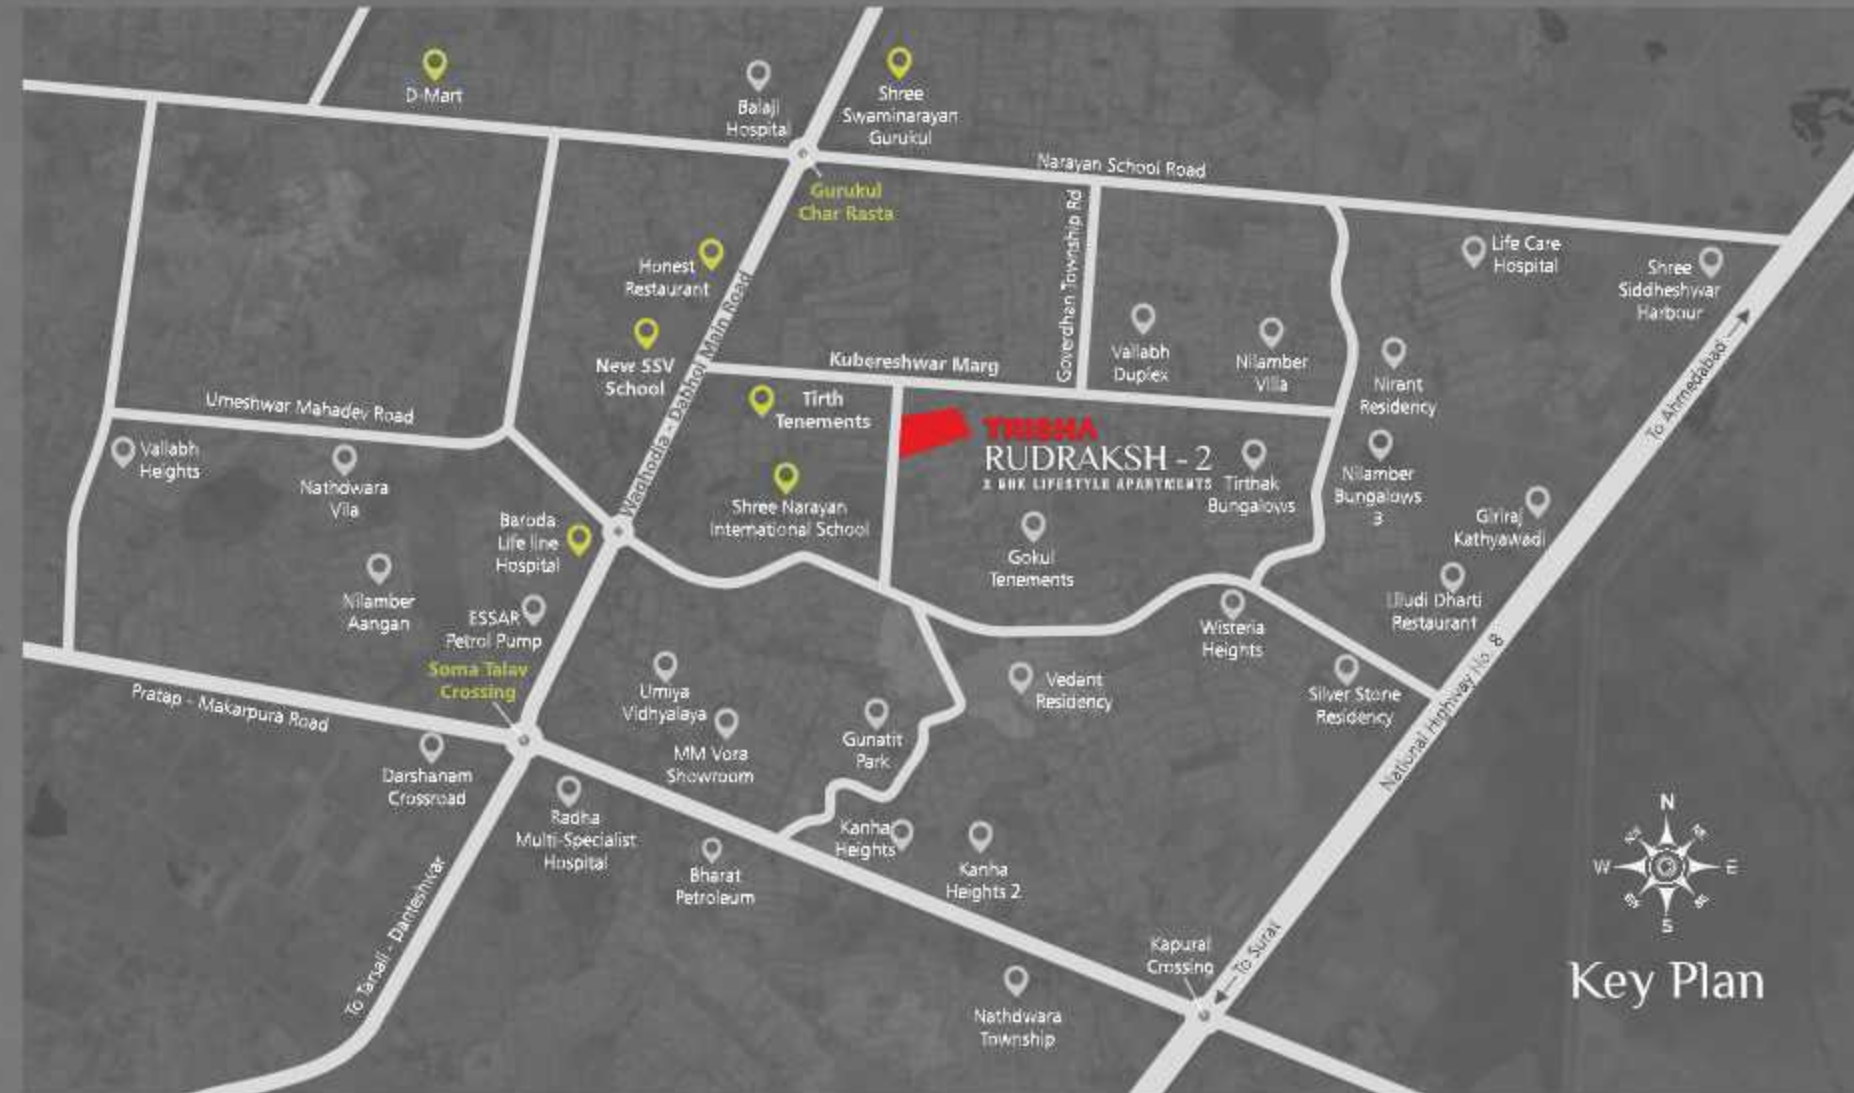 D-Mart
Balaji
Hospital
Shree
Swaminarayan
Gurukul
Narayan School Road
Gurukul
Char Rasta
Goverdhan Township Rd
Life Care
Hospital
Shree
Siddheshwar
Harbour
Honest
Restaurant
Waghodia - Dabhoi Main Road
New SSV
School
Kubereshwar Marg
Vallabh
Duplex
Nilamber
Villa
Nirant
Residency
To Ahmedabad
Umeshwar Mahadev Road
Tirth
Tenements
TRISHA
RUDRAKSH - 2
LIFESTYLE APARTMENTS
Vallabh
Heights
Nathdwara
Vila
Shree Narayan
International School
Tirthak
Bungalows
Nilamber
Bungalows
3
Giriraj
Kathyawadi
Baroda
Life line
Hospital
Gokul
Tenements
Nilamber
Aangan
ESSAR
Petrol Pump
Liludi Dharti
Restaurant
Wisteria
Heights
Soma Talav
Crossing
Umiya
Vidhyalaya
Vedant
Residency
Silver Stone
Residency
National Highway No. 8
Pratap - Makarpura Road
MM Vora
Showroom
Gunatit
Park
Darshanam
Crossroad
Radha
Multi-Specialist
Hospital
Kanha
Heights
Kanha
Heights 2
Bharat
Petroleum
To Tarsali - Danteshwar
Kapurai
Crossing
To Surat
Nathdwara
Township
N
W
E
S
Key Plan